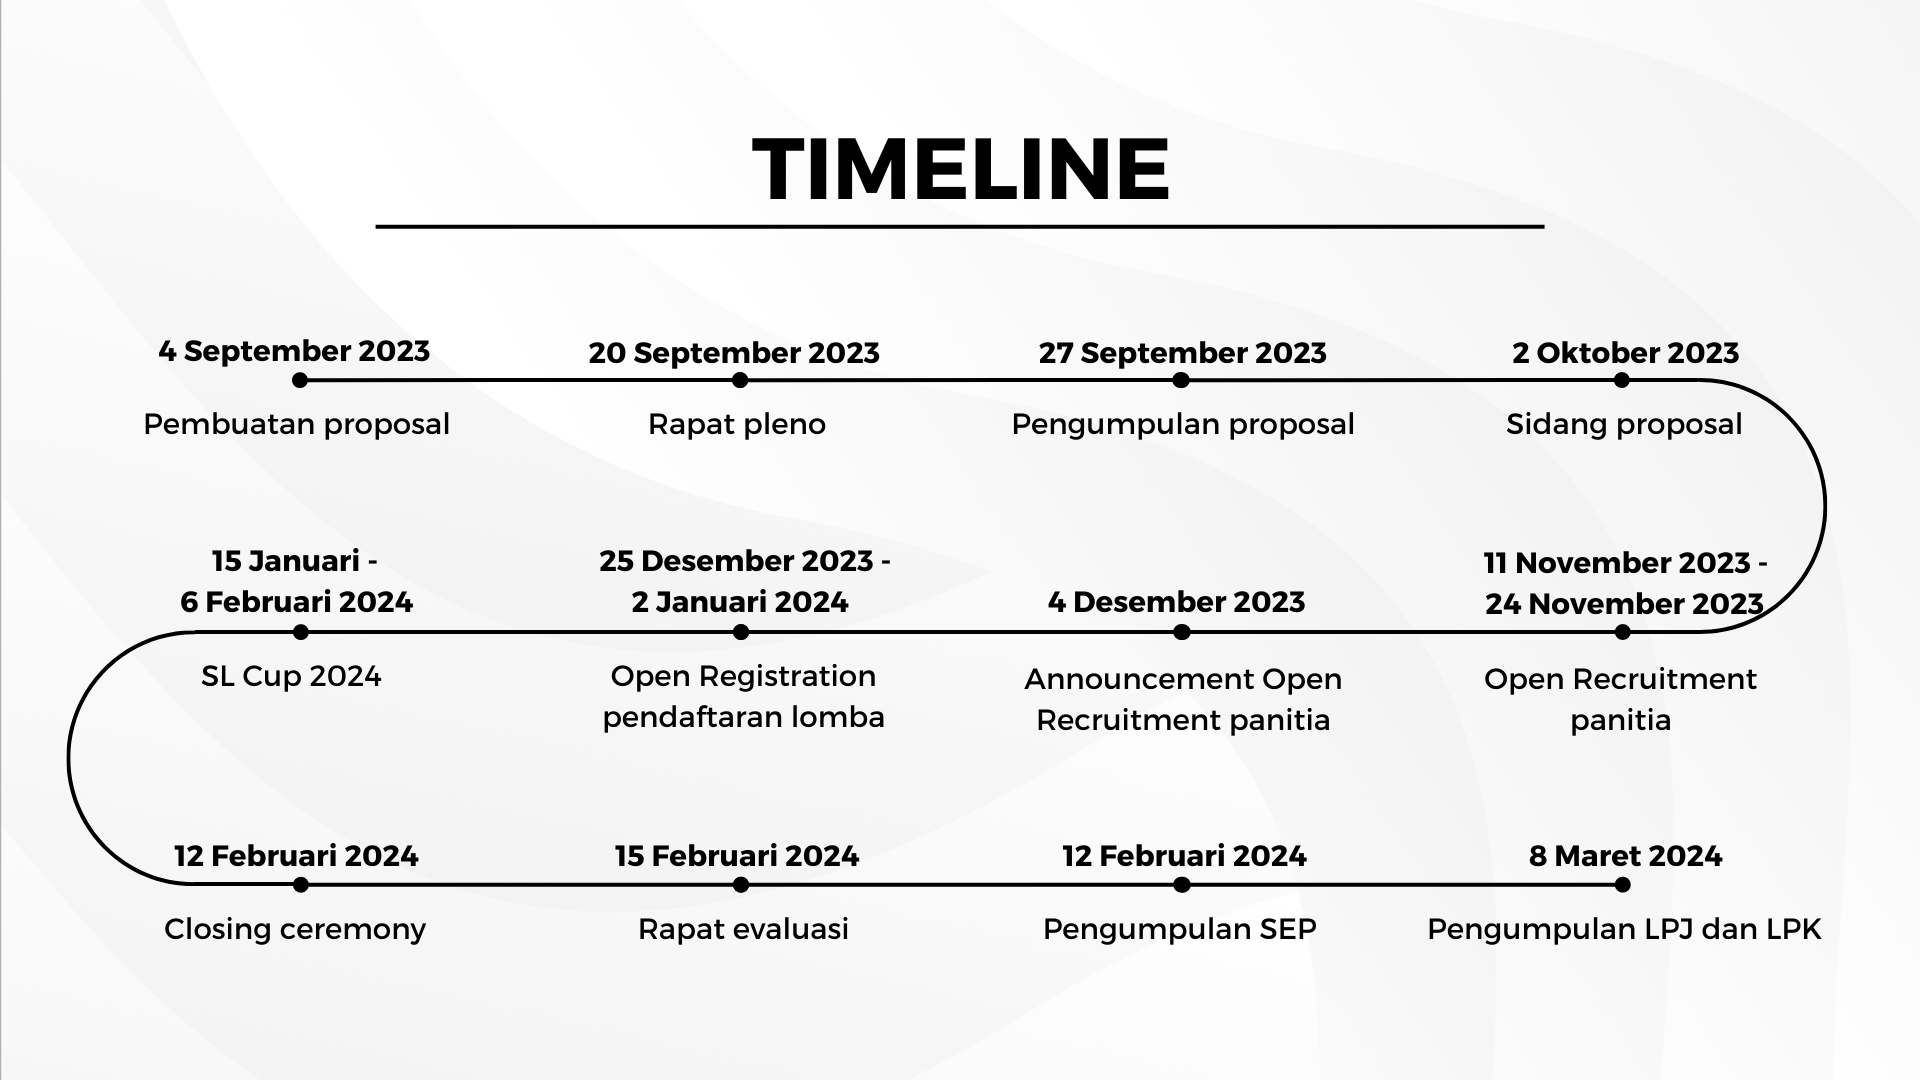 TIMELINE
4 September 2023
Pembuatan proposal
20 September 2023
Rapat pleno
27 September 2023
Pengumpulan proposal
2 Oktober 2023
Sidang proposal
11 November 2023 -
24 November 2023
Open Recruitment
panitia
4 Desember 2023
Announcement Open
Recruitment panitia
25 Desember 2023 -
2 Januari 2024
Open Registration
pendaftaran lomba
15 Januari -
6 Februari 2024
SL Cup 2024
12 Februari 2024
Closing ceremony
15 Februari 2024
Rapat evaluasi
12 Februari 2024
Pengumpulan SEP
8 Maret 2024
Pengumpulan LPJ dan LPK